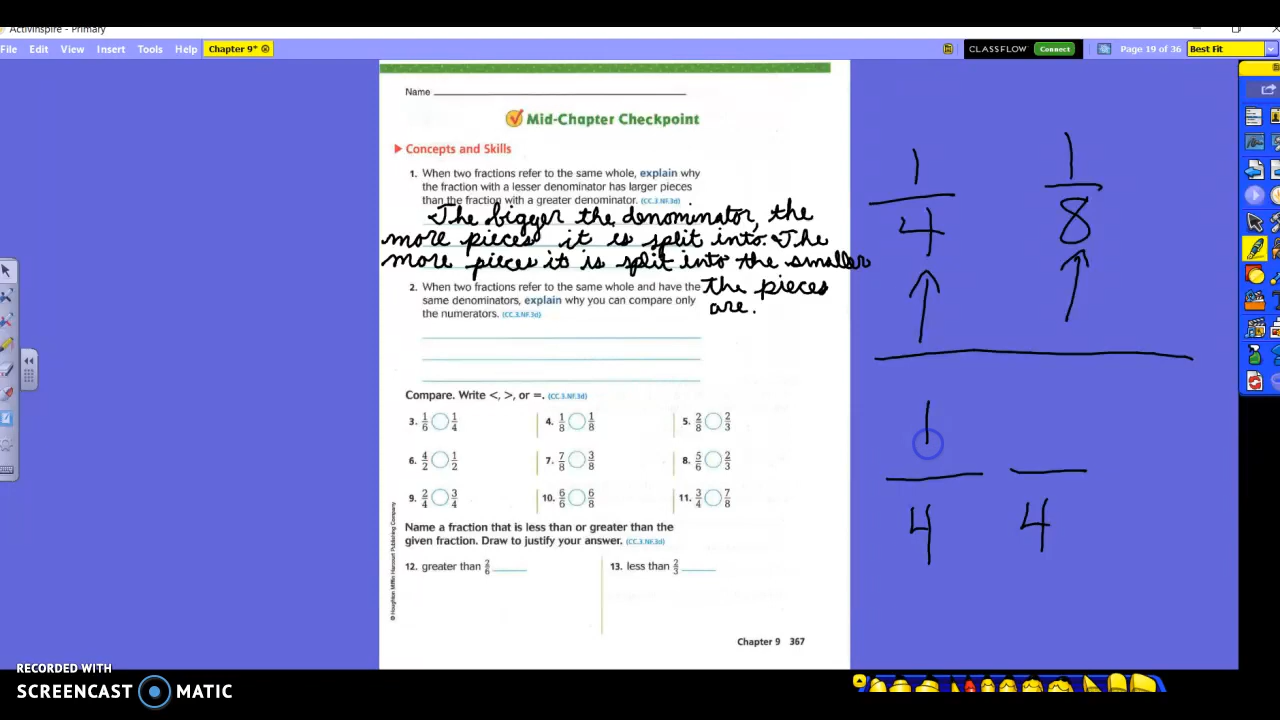 ActivInspire - Primary
File Edit View Insert Tools Help Chapter 9* CLASSFLOW Connect Page 19 of 36 Best Fit
Name
Mid-Chapter Checkpoint
Concepts and Skills
1. When two fractions refer to the same whole, explain why
the fraction with a lesser denominator has larger pieces
than the fraction with a greater denominator. (CC.3.NF.3d)
The bigger the denominator, the
more pieces it is split into. The
more pieces it is split into the smaller
the pieces
are.
2. When two fractions refer to the same whole and have the
same denominators, explain why you can compare only
the numerators. (CC.3.NF.3d)
Compare. Write <, >, or =. (CC.3.NF.3d)
3. 1/6 ○ 1/4 4. 1/8 ○ 1/8 5. 2/8 ○ 2/3
6. 4/2 ○ 1/2 7. 7/8 ○ 3/8 8. 5/6 ○ 2/3
9. 2/4 ○ 3/4 10. 6/6 ○ 6/8 11. 3/4 ○ 7/8
Name a fraction that is less than or greater than the
given fraction. Draw to justify your answer. (CC.3.NF.3d)
12. greater than 2/6 13. less than 2/3
© Houghton Mifflin Harcourt Publishing Company
Chapter 9 367
1/4 1/8
1/4 /4
RECORDED WITH
SCREENCAST MATIC